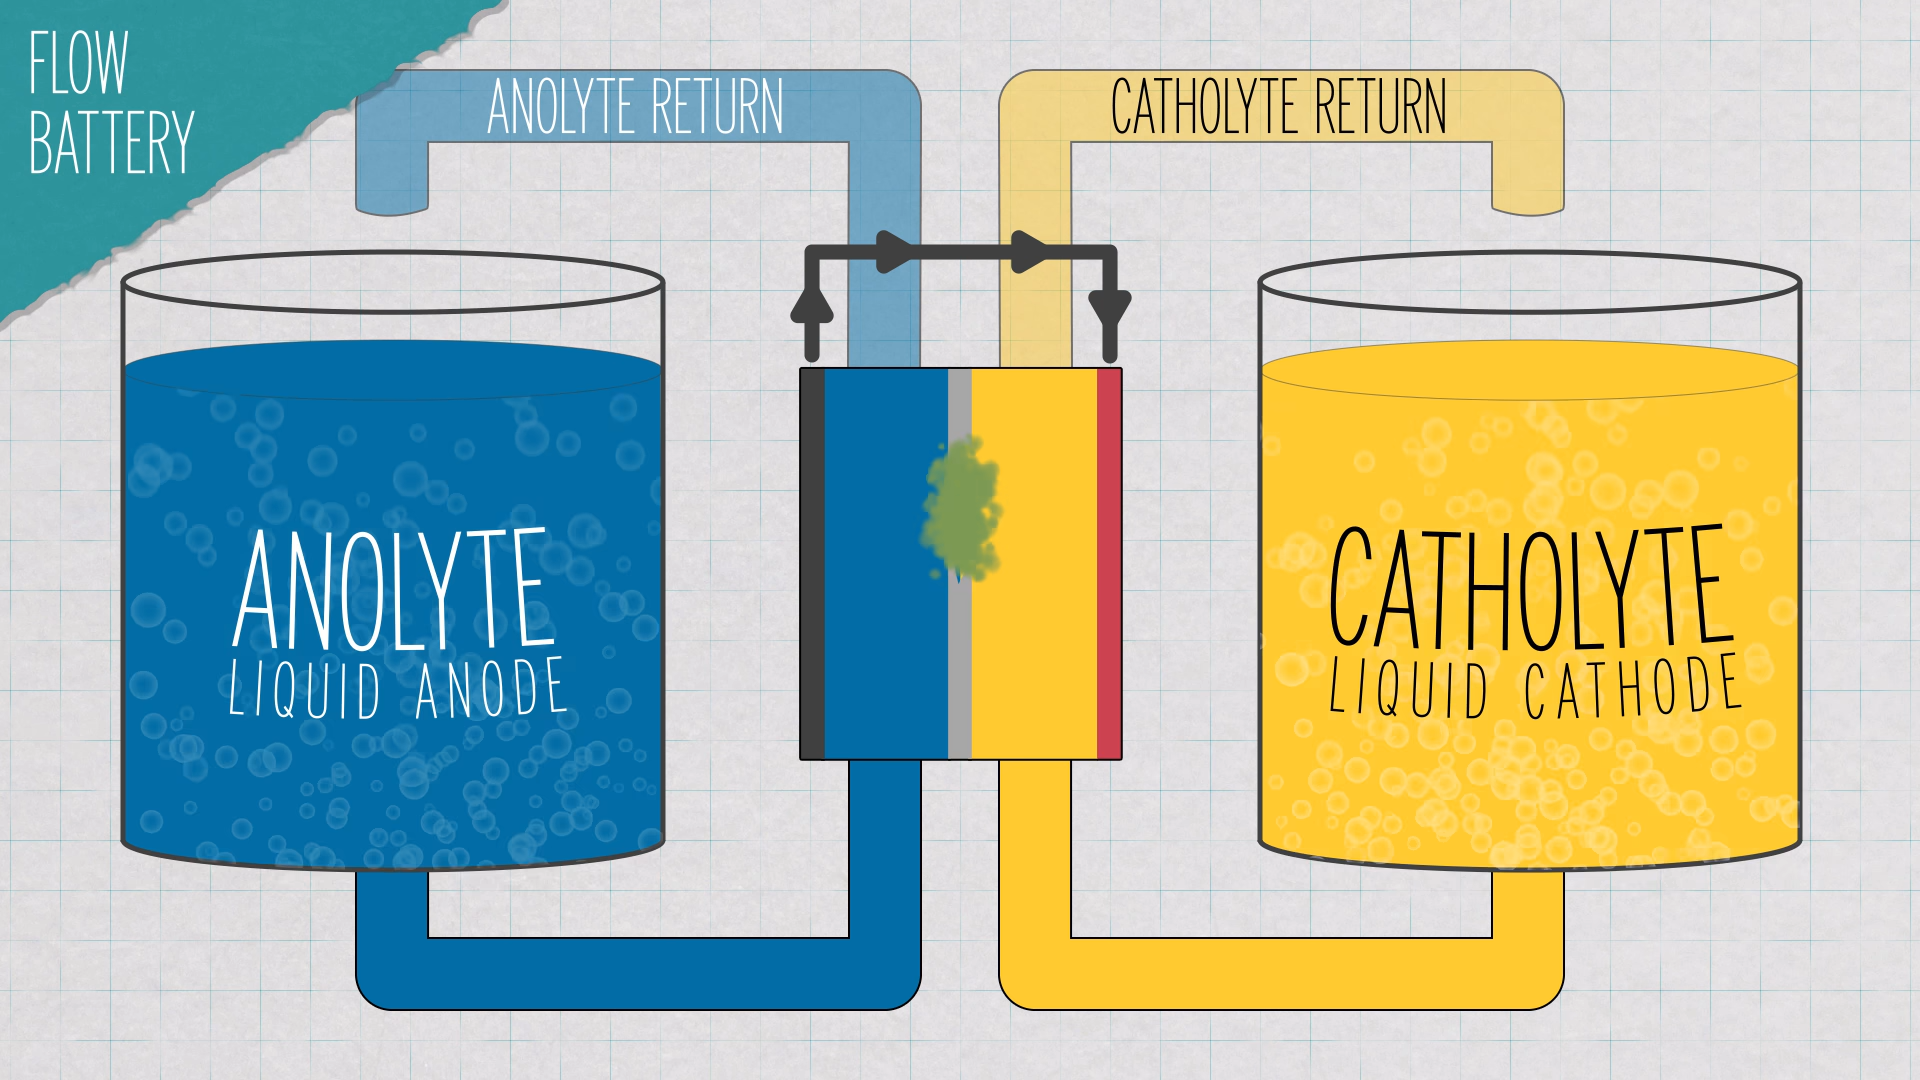 FLOW
BATTERY
ANOLYTE RETURN
CATHOLYTE RETURN
ANOLYTE
LIQUID ANODE
CATHOLYTE
LIQUID CATHODE